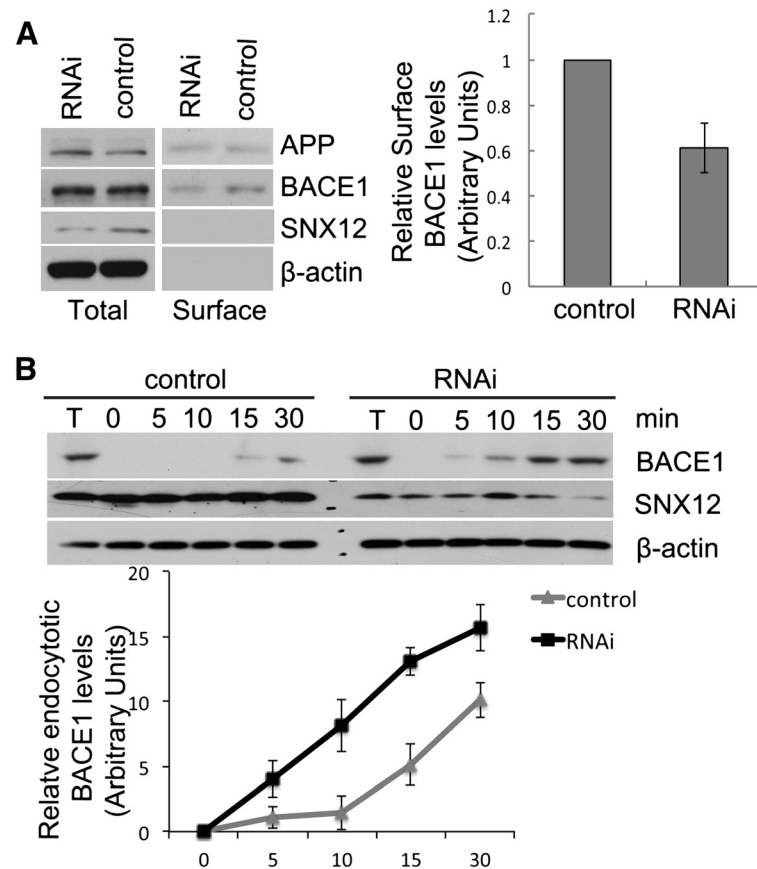 A
RNAi
control
RNAi
control
APP
BACE1
SNX12
β-actin
Total
Surface
Relative Surface
BACE1 levels
(Arbitrary Units)
1.2
1
0.8
0.6
0.4
0.2
0
control
RNAi
B
control
RNAi
T 0 5 10 15 30
T 0 5 10 15 30
min
BACE1
SNX12
β-actin
Relatve endocytotic
BACE1 levels
(Arbitrary Units)
20
15
10
5
0
0 5 10 15 30
control
RNAi